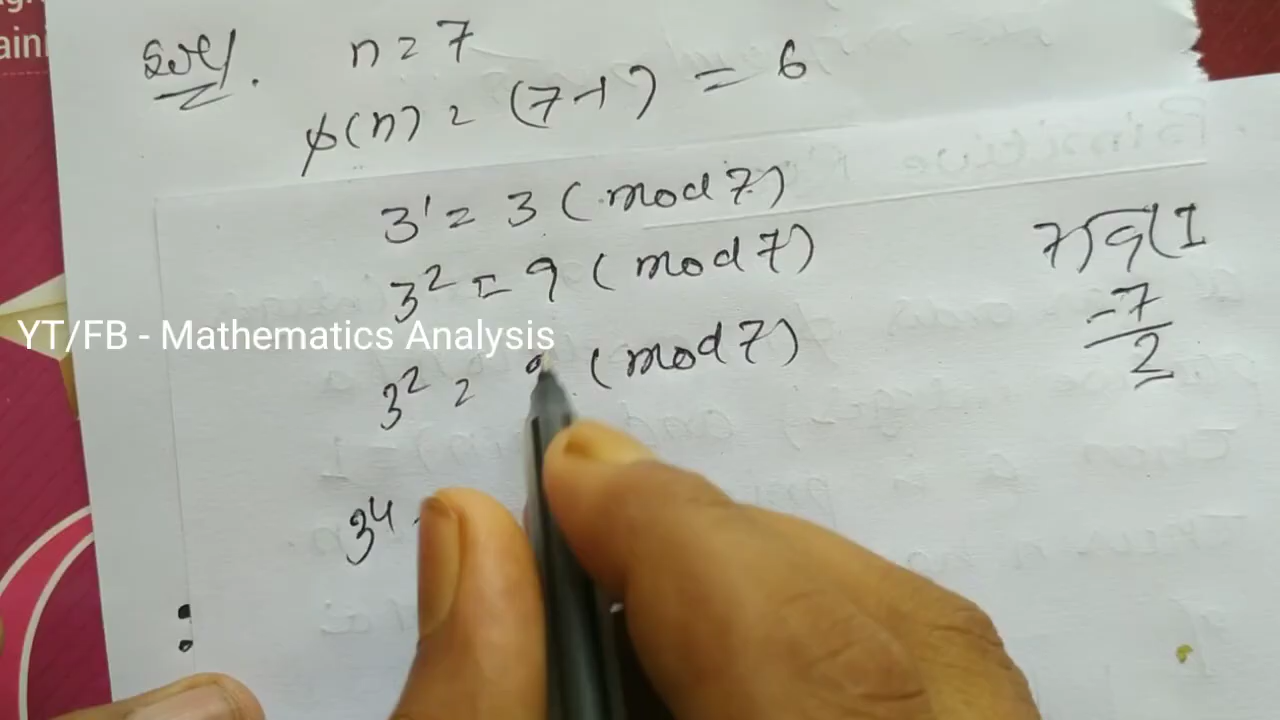 aini
Sol.
n = 7
φ(n) = (7-1) = 6
3¹ = 3 (mod 7)
3² = 9 (mod 7)
3² = (mod 7)
3⁴
7)9(1
-7
2
YT/FB - Mathematics Analysis